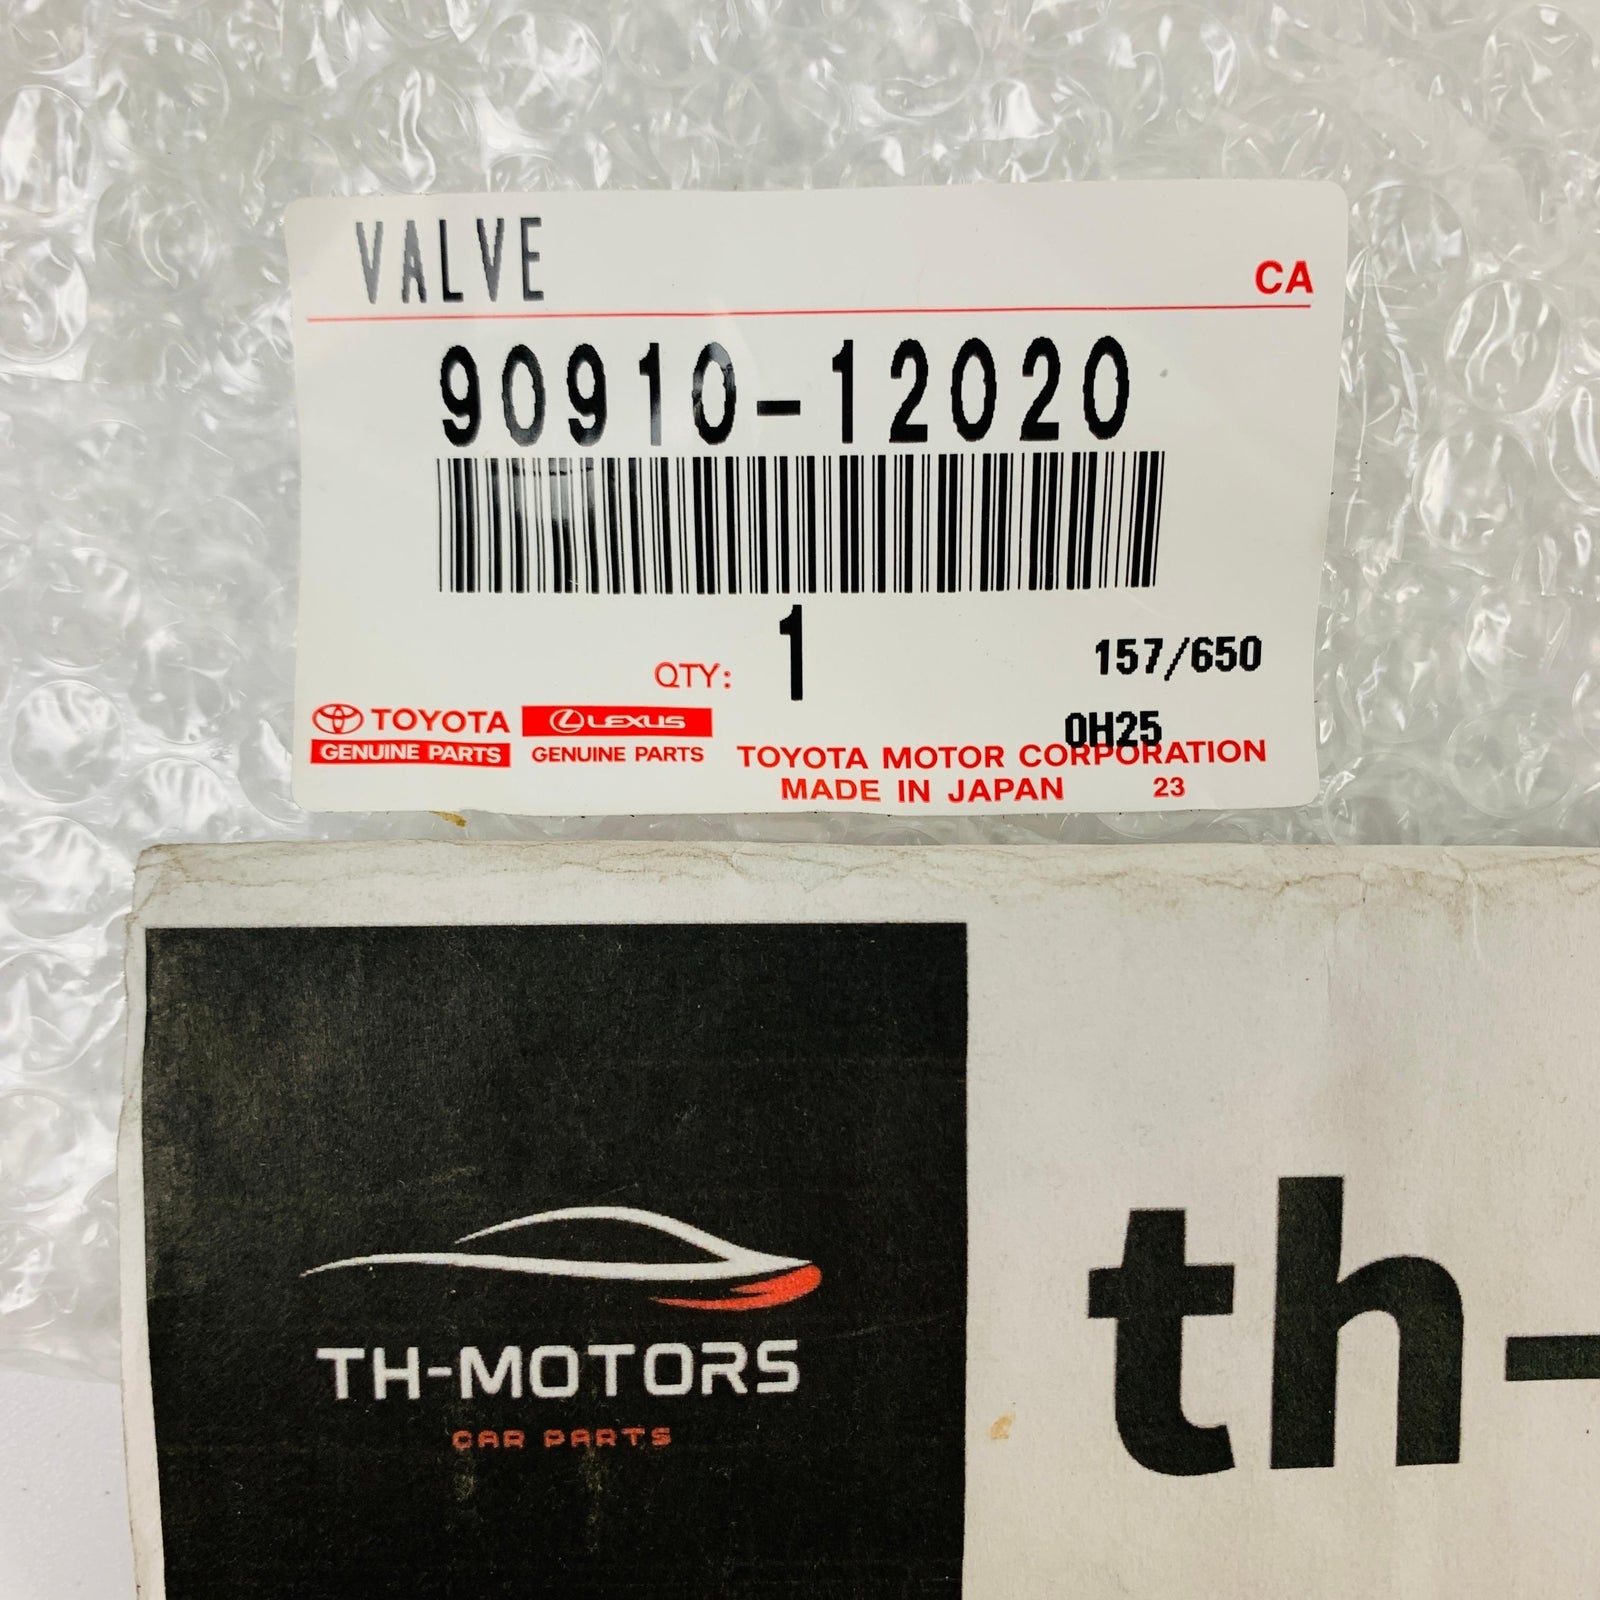 VALVE
CA
90910-12020
QTY: 1
157/650
0H25
TOYOTA
LEXUS
GENUINE PARTS
GENUINE PARTS
TOYOTA MOTOR CORPORATION
MADE IN JAPAN 23
TH-MOTORS
CAR PARTS
th-